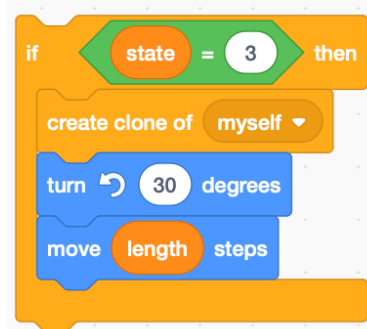 if state = 3 then
create clone of myself
turn 30 degrees
move length steps